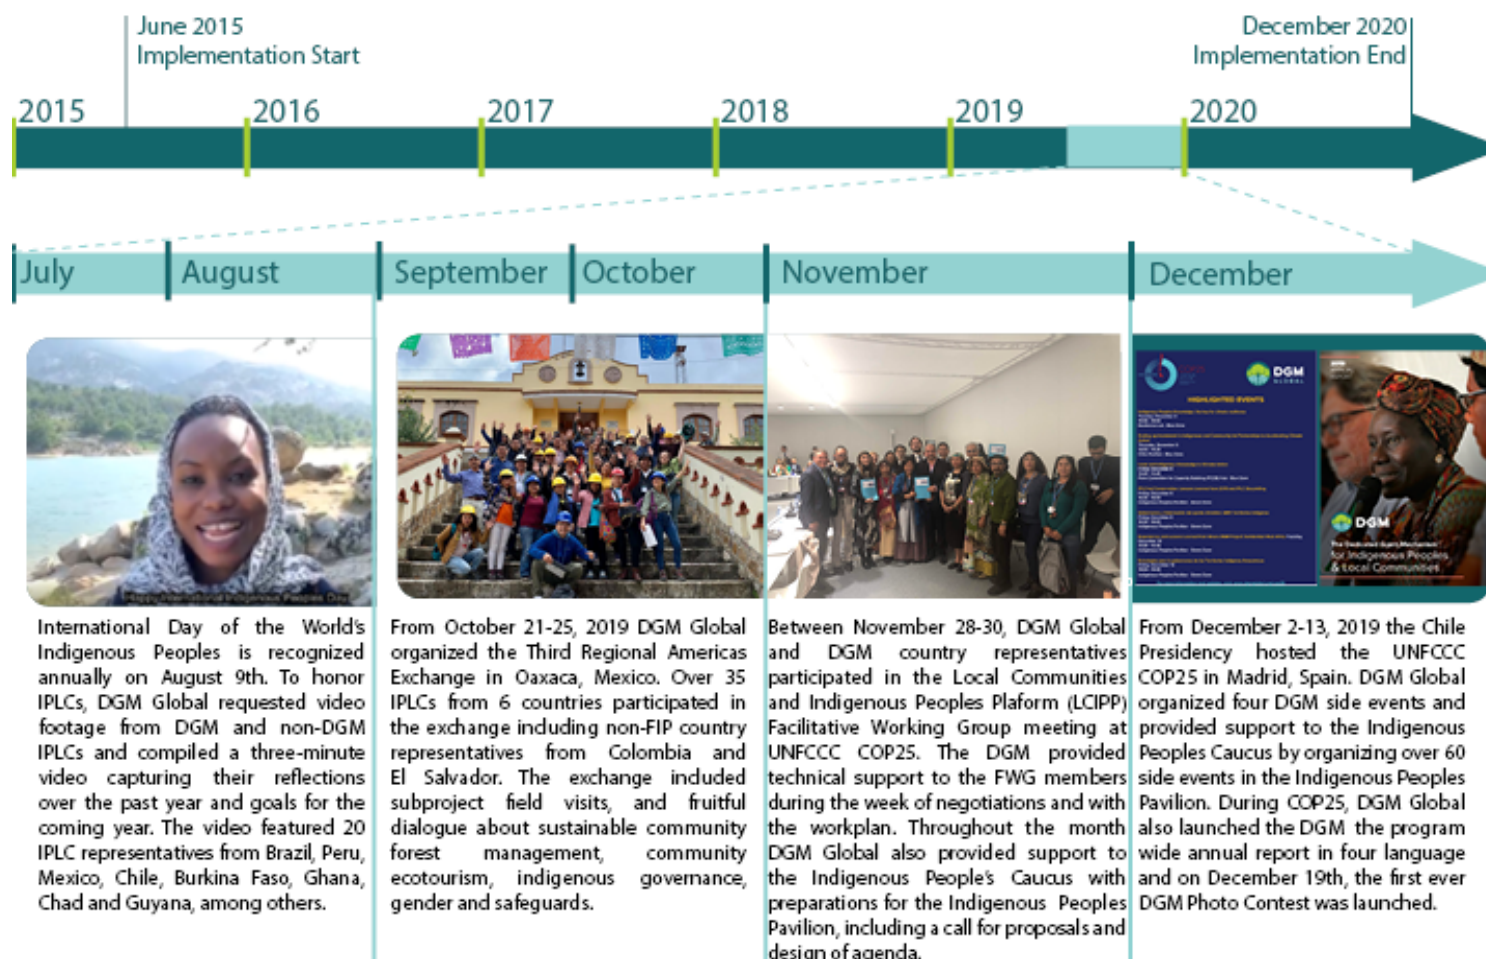 June 2015
Implementation Start
December 2020
Implementation End
2015
2016
2017
2018
2019
2020
July
August
September
October
November
December
Happy International Indigenous Peoples Day
DGM
GLOBAL
HIGHLIGHTED EVENTS
DGM
The Dedicated Grant Mechanism
for Indigenous Peoples
& Local Communities
International Day of the World's
Indigenous Peoples is recognized
annually on August 9th. To honor
IPLCs, DGM Global requested video
footage from DGM and non-DGM
IPLCs and compiled a three-minute
video capturing their reflections
over the past year and goals for the
coming year. The video featured 20
IPLC representatives from Brazil, Peru,
Mexico, Chile, Burkina Faso, Ghana,
Chad and Guyana, among others.
From October 21-25, 2019 DGM Global
organized the Third Regional Americas
Exchange in Oaxaca, Mexico. Over 35
IPLCs from 6 countries participated in
the exchange including non-FIP country
representatives from Colombia and
El Salvador. The exchange included
subproject field visits, and fruitful
dialogue about sustainable community
forest management, community
ecotourism, indigenous governance,
gender and safeguards.
Between November 28-30, DGM Global
and DGM country representatives
participated in the Local Communities
and Indigenous Peoples Plaform (LCIPP)
Facilitative Working Group meeting at
UNFCCC COP25. The DGM provided
technical support to the FWG members
during the week of negotiations and with
the workplan. Throughout the month
DGM Global also provided support to
the Indigenous People's Caucus with
preparations for the Indigenous Peoples
Pavilion, including a call for proposals and
design of agenda.
From December 2-13, 2019 the Chile
Presidency hosted the UNFCCC
COP25 in Madrid, Spain. DGM Global
organized four DGM side events and
provided support to the Indigenous
Peoples Caucus by organizing over 60
side events in the Indigenous Peoples
Pavilion. During COP25, DGM Global
also launched the DGM the program
wide annual report in four language
and on December 19th, the first ever
DGM Photo Contest was launched.